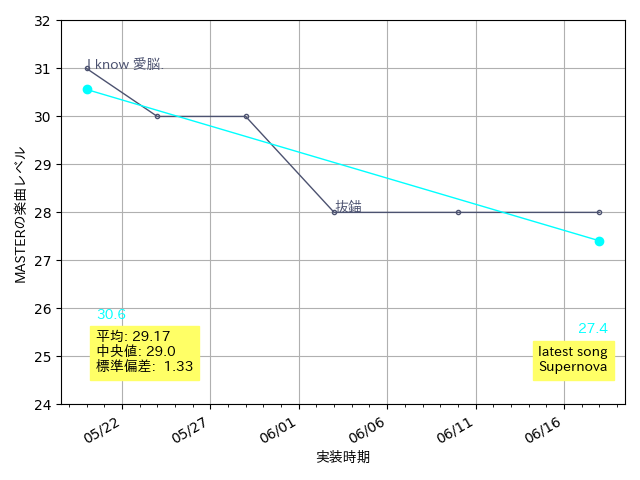 32
31
30
29
28
27
26
25
24
MASTERの楽曲レベル
I know 愛脳.
抜錨
30.6
平均: 29.17
中央値: 29.0
標準偏差: 1.33
27.4
latest song
Supernova
05/22
05/27
06/01
06/06
06/11
06/16
実装時期